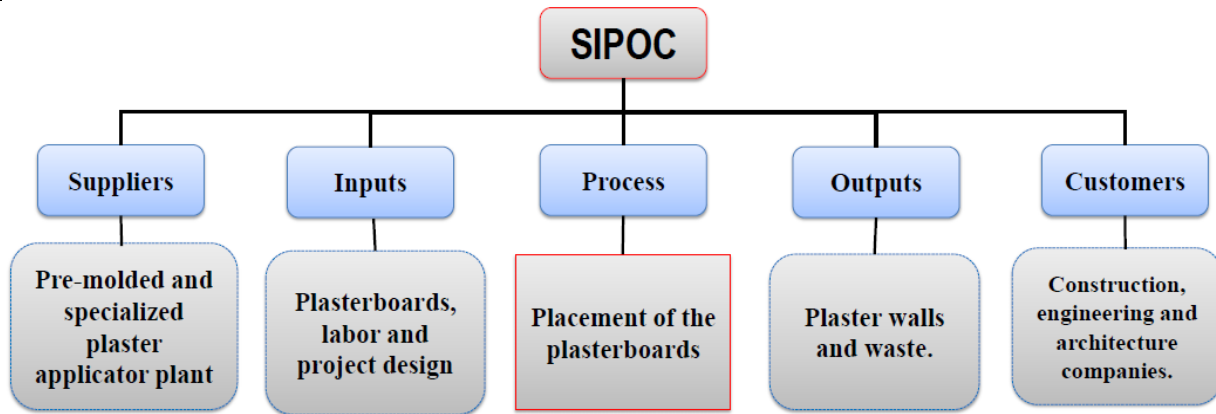 SIPOC
Suppliers
Inputs
Process
Outputs
Customers
Pre-molded and
specialized
plaster
applicator plant
Plasterboards,
labor and
project design
Placement of the
plasterboards
Plaster walls
and waste.
Construction,
engineering and
architecture
companies.